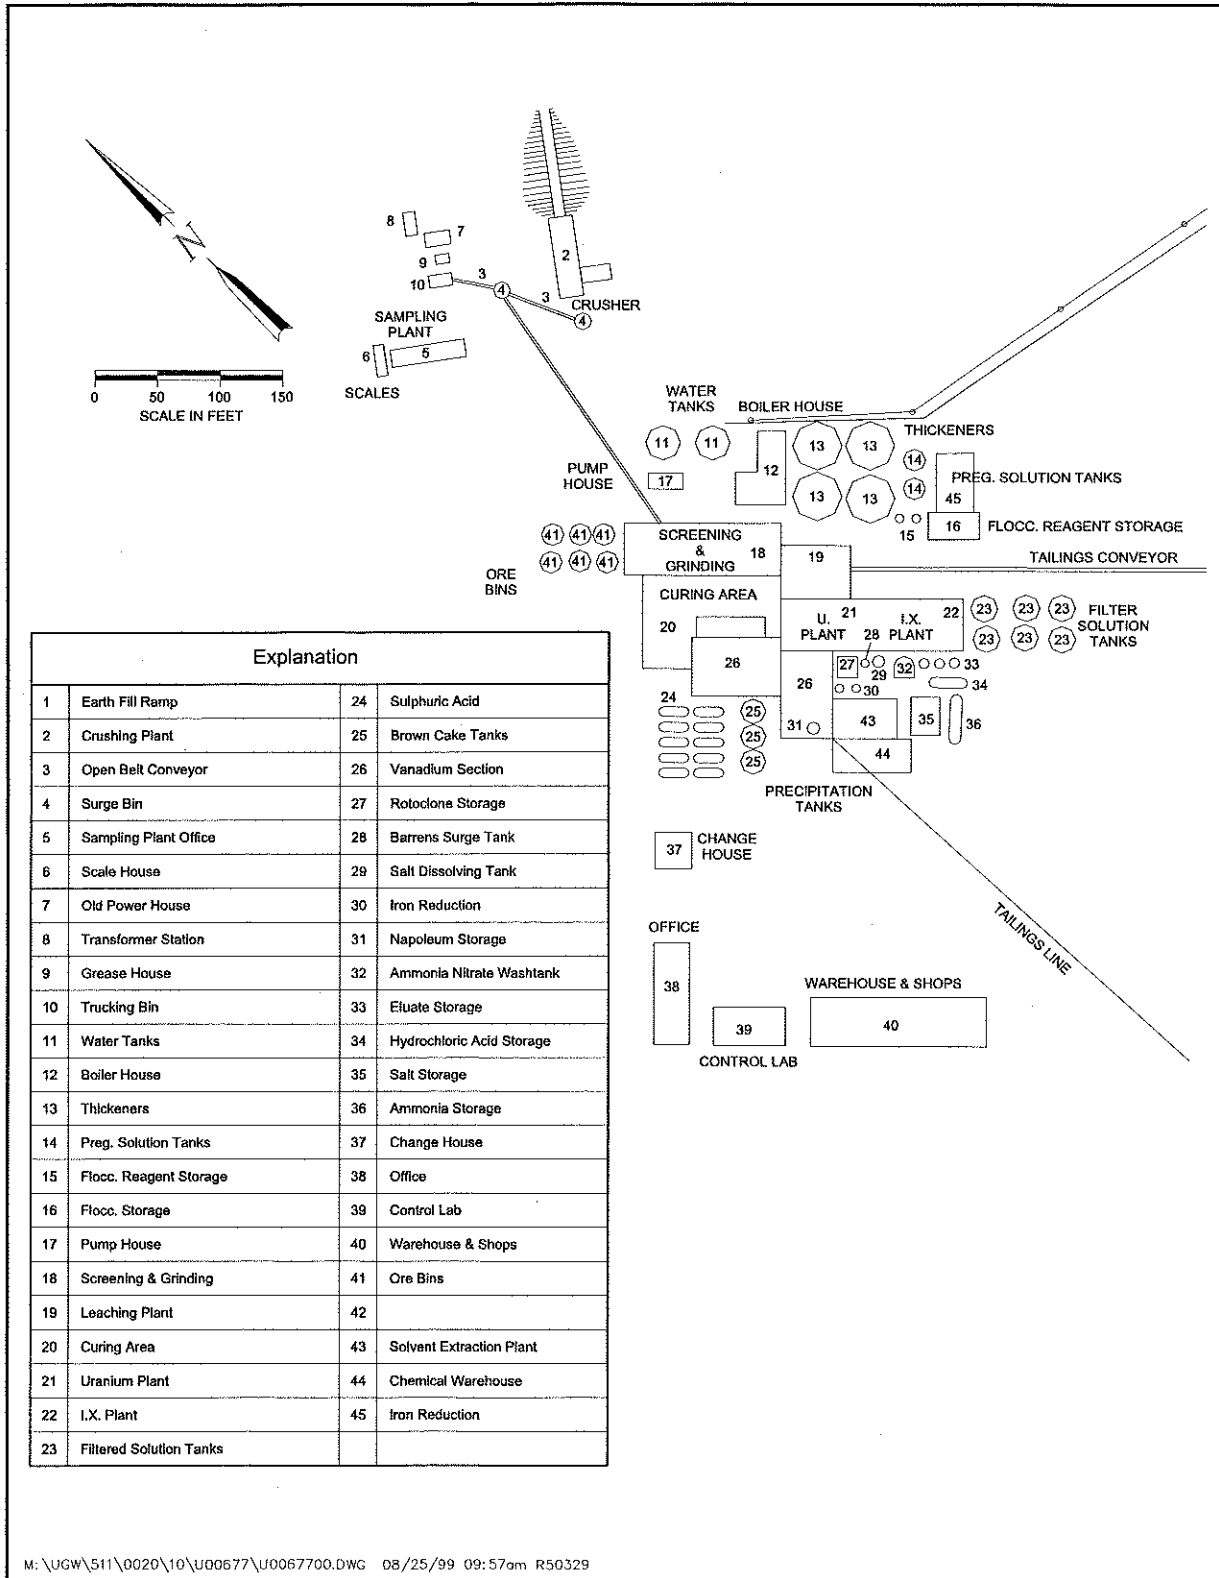 N
0 50 100 150
SCALE IN FEET
8
7
9
10
3
4
3
4
2
CRUSHER
SAMPLING
PLANT
6
5
SCALES
WATER
TANKS
BOILER HOUSE
11 11
13 13
THICKENERS
12
14
PUMP
HOUSE
17
13 13
14
PREG. SOLUTION TANKS
45
15
16
FLOCC. REAGENT STORAGE
41 41 41
41 41 41
ORE
BINS
SCREENING
&
GRINDING
18
19
TAILINGS CONVEYOR
CURING AREA
20
U.
PLANT
21
I.X.
PLANT
22
23 23 23
23 23 23
FILTER
SOLUTION
TANKS
28
26
26
27
29
32
33
30
34
24
25
25
25
31
43
35
36
44
PRECIPITATION
TANKS
37
CHANGE
HOUSE
TAILINGS LINE
OFFICE
38
39
CONTROL LAB
WAREHOUSE & SHOPS
40
Explanation
1 Earth Fill Ramp 24 Sulphuric Acid
2 Crushing Plant 25 Brown Cake Tanks
3 Open Belt Conveyor 26 Vanadium Section
4 Surge Bin 27 Rotoclone Storage
5 Sampling Plant Office 28 Barrens Surge Tank
6 Scale House 29 Salt Dissolving Tank
7 Old Power House 30 Iron Reduction
8 Transformer Station 31 Napoleum Storage
9 Grease House 32 Ammonia Nitrate Washtank
10 Trucking Bin 33 Eluate Storage
11 Water Tanks 34 Hydrochloric Acid Storage
12 Boiler House 35 Salt Storage
13 Thickeners 36 Ammonia Storage
14 Preg. Solution Tanks 37 Change House
15 Flocc. Reagent Storage 38 Office
16 Flocc. Storage 39 Control Lab
17 Pump House 40 Warehouse & Shops
18 Screening & Grinding 41 Ore Bins
19 Leaching Plant 42
20 Curing Area 43 Solvent Extraction Plant
21 Uranium Plant 44 Chemical Warehouse
22 I.X. Plant 45 Iron Reduction
23 Filtered Solution Tanks
M:\UGW\511\0020\10\U00677\U0067700.DWG 08/25/99 09:57am R50329